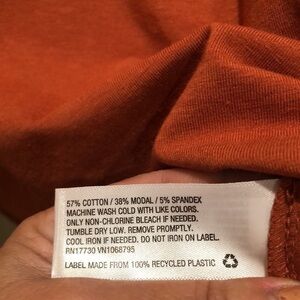 57% COTTON / 38% MODAL / 5% SPANDEX
MACHINE WASH COLD WITH LIKE COLORS.
ONLY NON-CHLORINE BLEACH IF NEEDED.
TUMBLE DRY LOW. REMOVE PROMPTLY.
COOL IRON IF NEEDED. DO NOT IRON ON LABEL.
RN17730 VN1068795
LABEL MADE FROM 100% RECYCLED PLASTIC